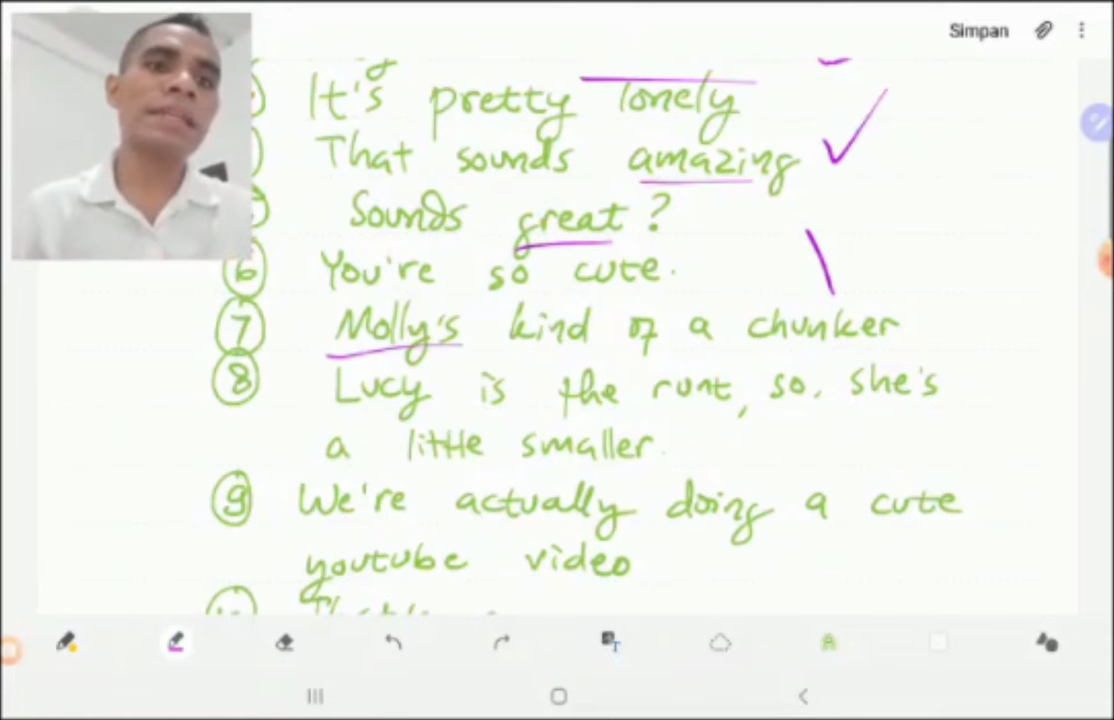 Simpan
It's pretty lonely
That sounds amazing
Sounds great?
6 You're so cute.
7 Molly's kind of a chunker
8 Lucy is the runt, so. she's
a little smaller.
9 We're actually doing a cute
youtube video